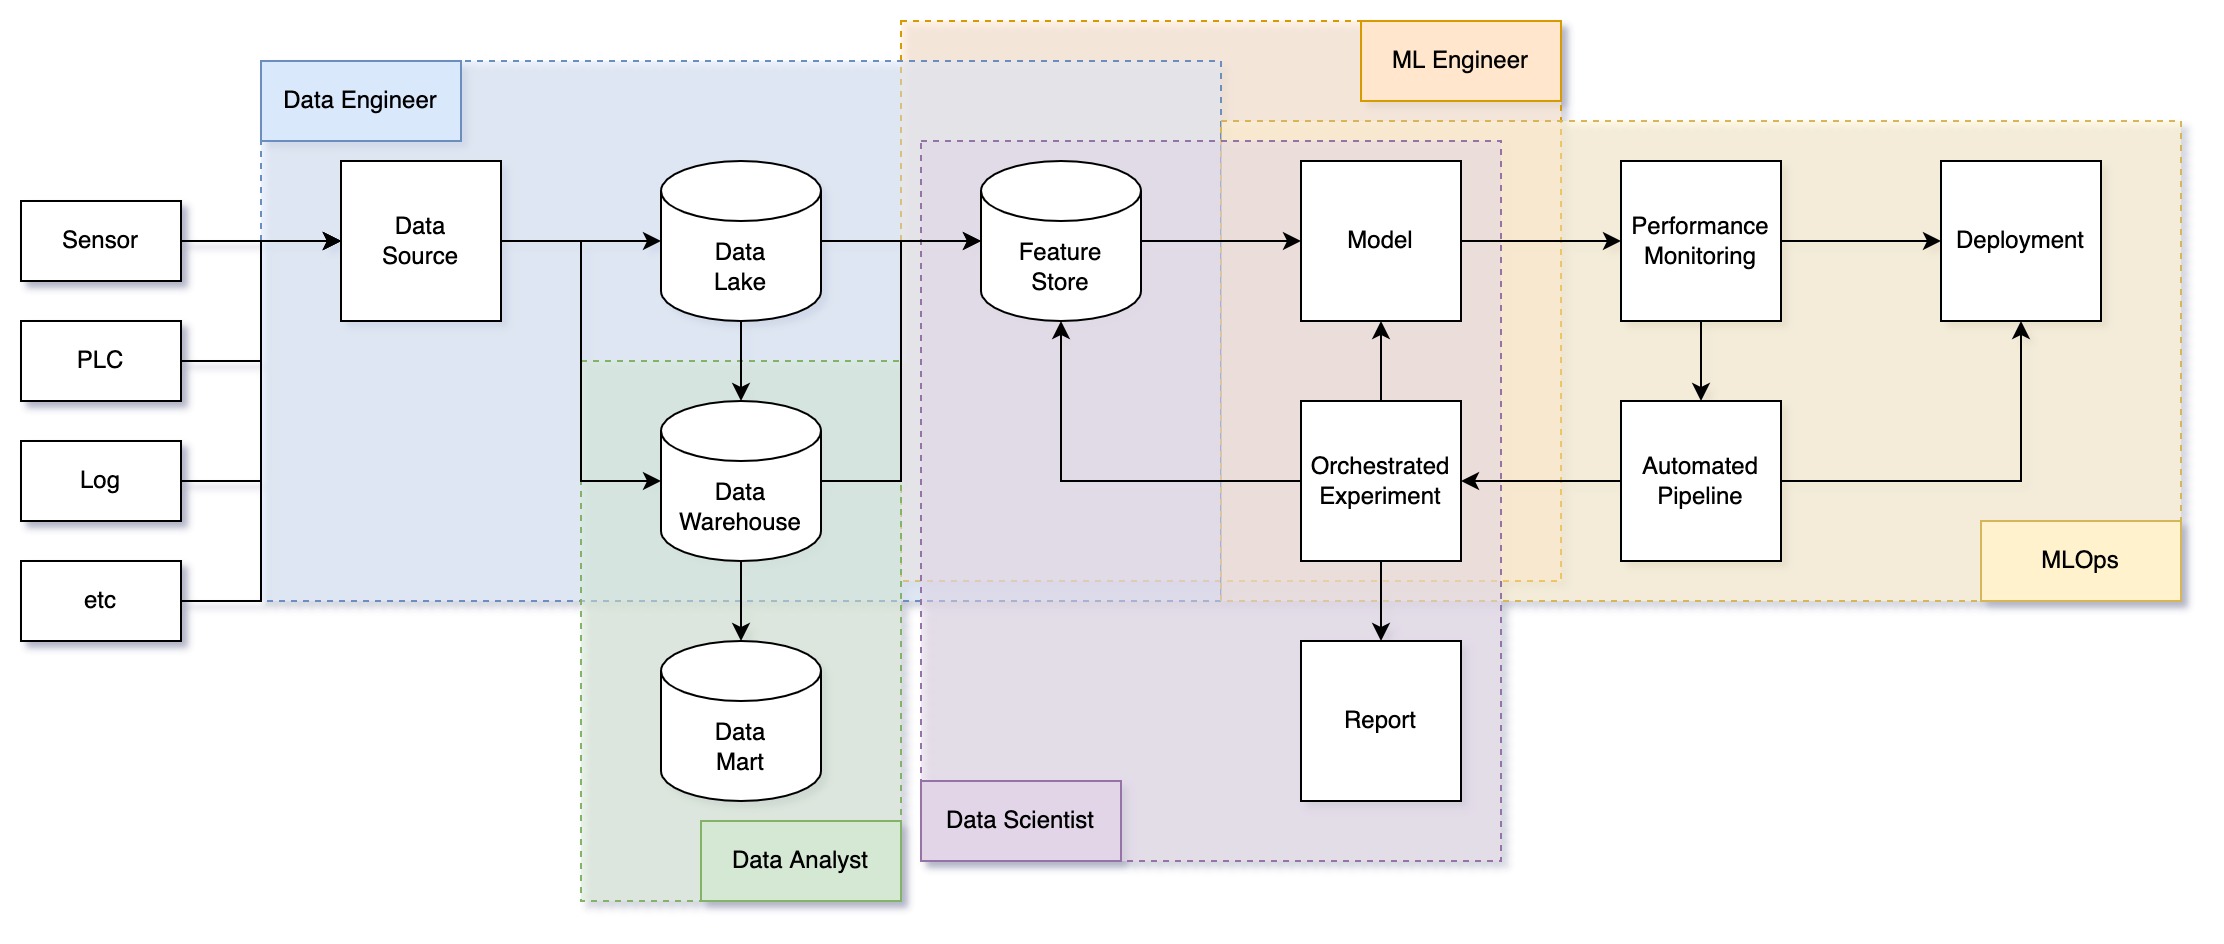 ML Engineer
Data Engineer
Sensor
Data
Source
Data
Lake
Feature
Store
Model
Performance
Monitoring
Deployment
PLC
Log
Data
Warehouse
Orchestrated
Experiment
Automated
Pipeline
MLOps
etc
Data
Mart
Report
Data Scientist
Data Analyst